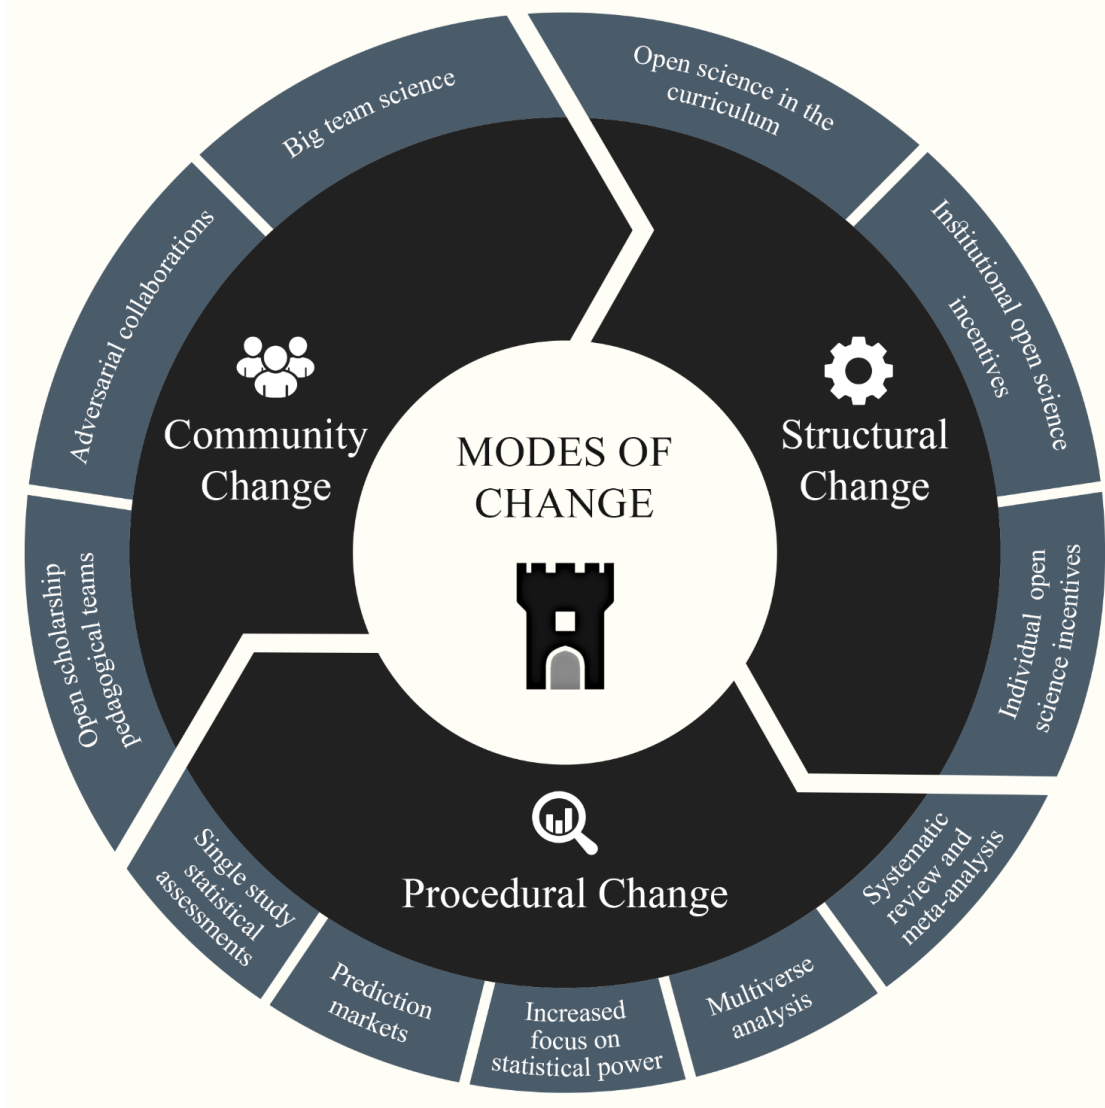 MODES OF
CHANGE
Structural
Change
Open science in the
curriculum
Institutional open science
incentives
Individual open
science incentives
Procedural Change
Systematic
review and
meta-analysis
Multiverse
analysis
Increased
focus on
statistical power
Prediction
markets
Single study
statistical
assessments
Community
Change
Open scholarship
pedagogical teams
Adversarial collaborations
Big team science